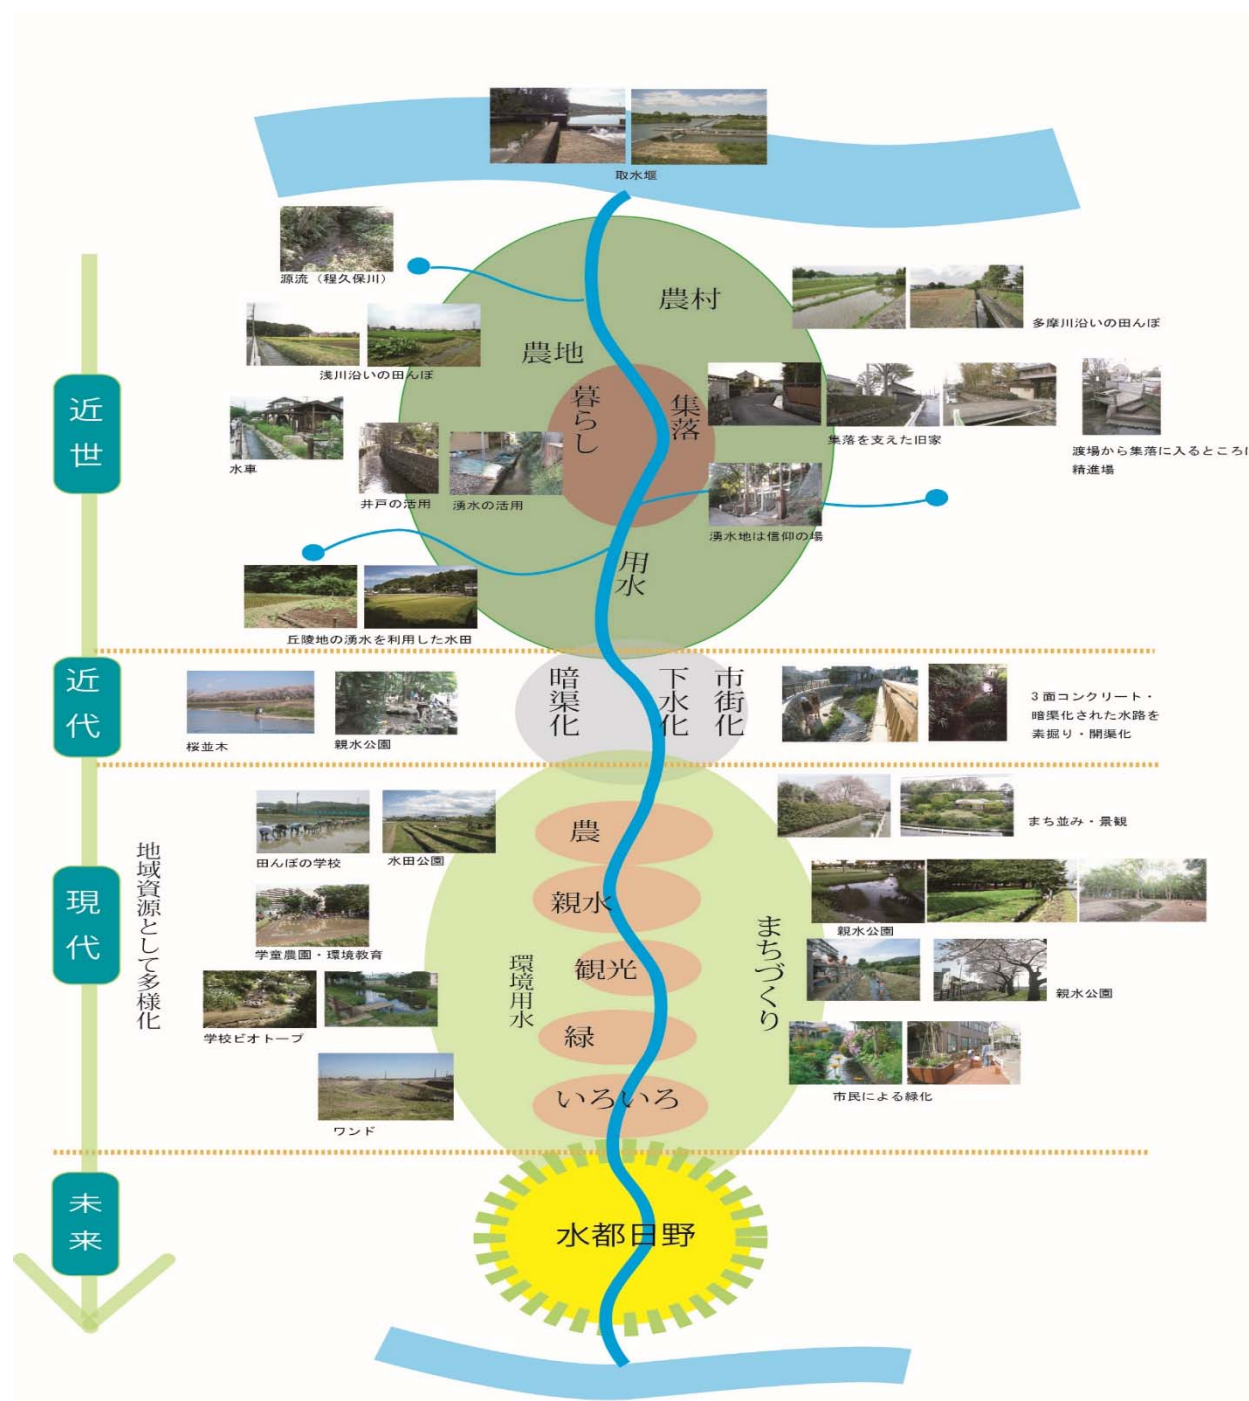 取水堰
源流（程久保川）
農村
多摩川沿いの田んぼ
農地
浅川沿いの田んぼ
近世
暮らし
集落
集落を支えた旧家
渡場から集落に入るところに
精進場
水車
井戸の活用
湧水の活用
湧水地は信仰の場
用水
丘陵地の湧水を利用した水田
近代
桜並木
親水公園
暗渠化
下水化
市街化
3面コンクリート・
暗渠化された水路を
素掘り・開渠化
現代
地域資源として多様化
田んぼの学校
水田公園
農
まち並み・景観
親水
親水公園
学童農園・環境教育
環境用水
観光
まちづくり
親水公園
学校ビオトープ
緑
いろいろ
市民による緑化
ワンド
未来
水都日野